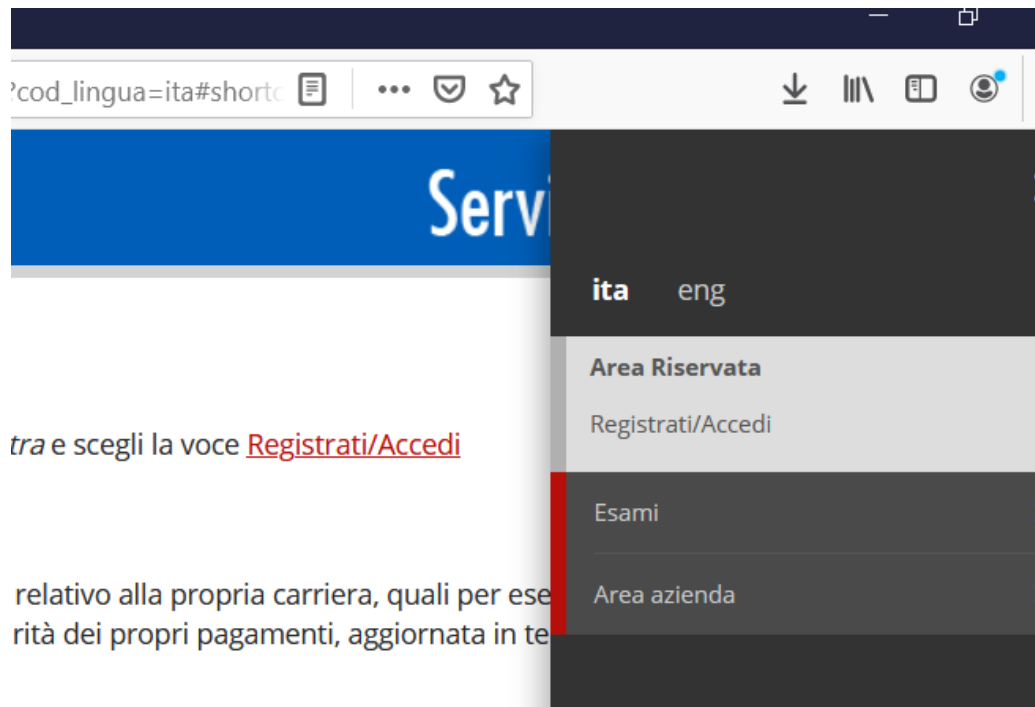 ?cod_lingua=ita#shortc
Servi
ita eng
Area Riservata
Registrati/Accedi
tra e scegli la voce Registrati/Accedi
Esami
Area azienda
relativo alla propria carriera, quali per ese
rità dei propri pagamenti, aggiornata in te